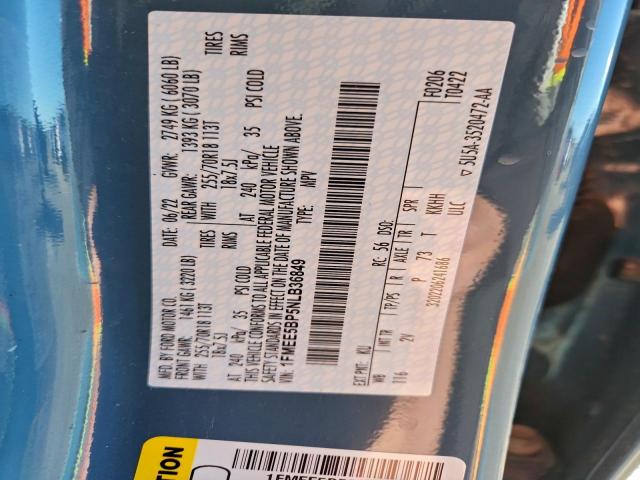 MFD. BY FORD MOTOR CO.
DATE: 06/22 GVWR: 2749 KG ( 6060 LB)
FRONT GAWR: 1461 KG ( 3220 LB) REAR GAWR: 1393 KG ( 3070 LB)
WITH 255/70R18 113T TIRES WITH 255/70R18 113T TIRES
18x7.5J RIMS 18x7.5J RIMS
AT 240 kPa/ 35 PSI COLD AT 240 kPa/ 35 PSI COLD
THIS VEHICLE CONFORMS TO ALL APPLICABLE FEDERAL MOTOR VEHICLE
SAFETY STANDARDS IN EFFECT ON THE DATE OF MANUFACTURE SHOWN ABOVE.
VIN: 1FMEE5BP5NLB36849 TYPE: MPV
F0206
T0422
EXT PNT: KU RC: 56 DSO:
WB INT TR TP/PS R AXLE TR SPR
116 2V P 73 T KKHH
ULC
3202206241686
5U5A-3520472-AA